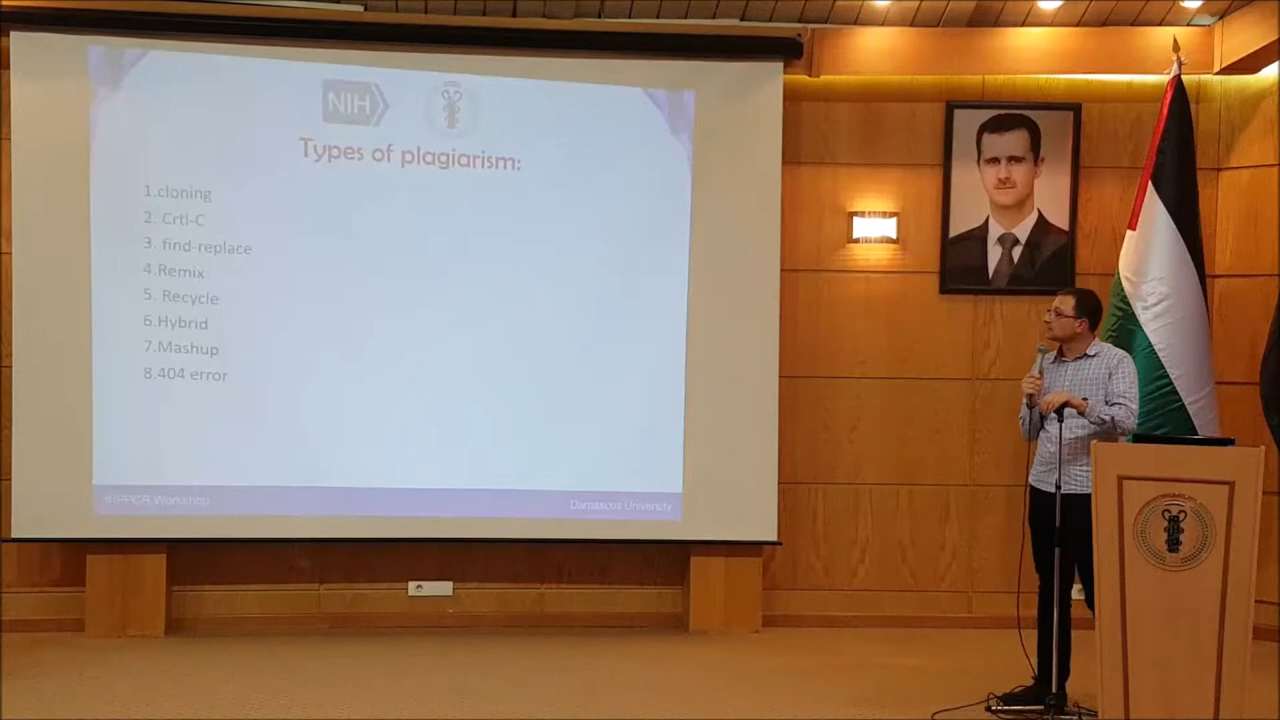 NIH
Types of plagiarism:
1.cloning
2. Crtl-C
3. find-replace
4.Remix
5. Recycle
6.Hybrid
7.Mashup
8.404 error
Workshop
Damascus University